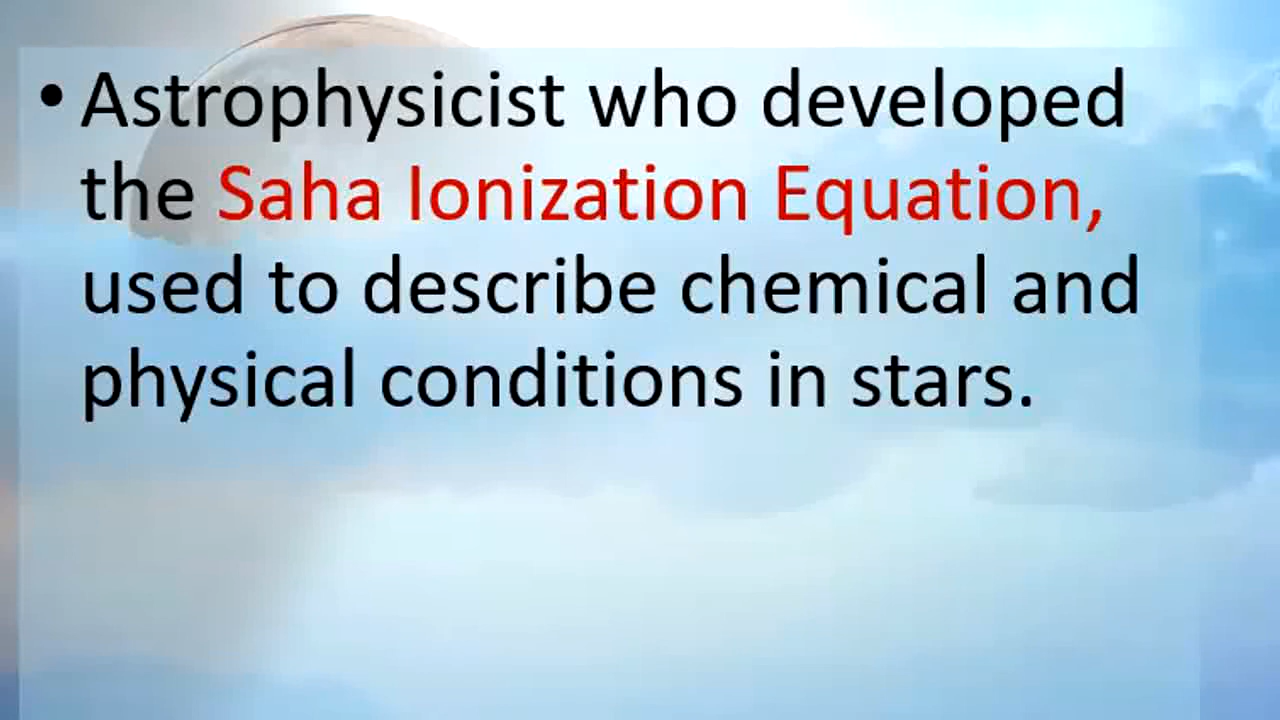 • Astrophysicist who developed
the Saha Ionization Equation,
used to describe chemical and
physical conditions in stars.